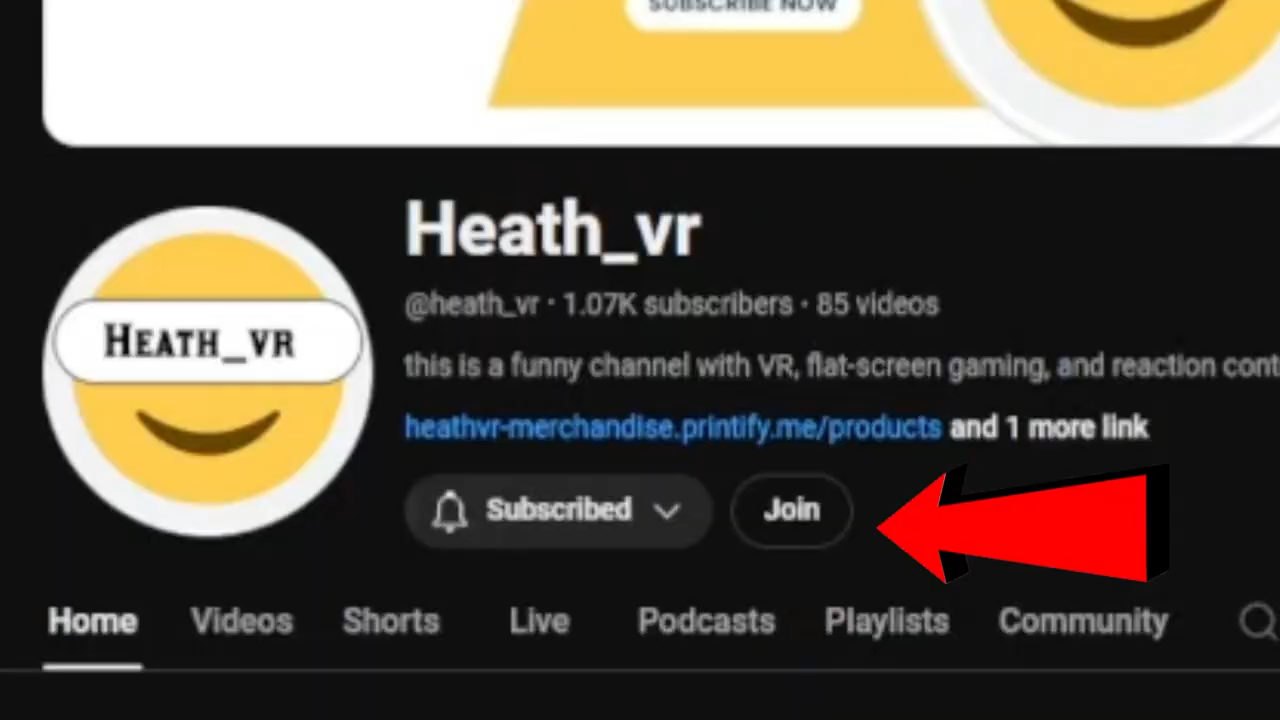 SUBSCRIBE NOW
Heath_vr
HEATH_VR
@heath_vr · 1.07K subscribers · 85 videos
this is a funny channel with VR, flat-screen gaming, and reaction cont
heathvr-merchandise.printify.me/products and 1 more link
Subscribed Join
Home Videos Shorts Live Podcasts Playlists Community